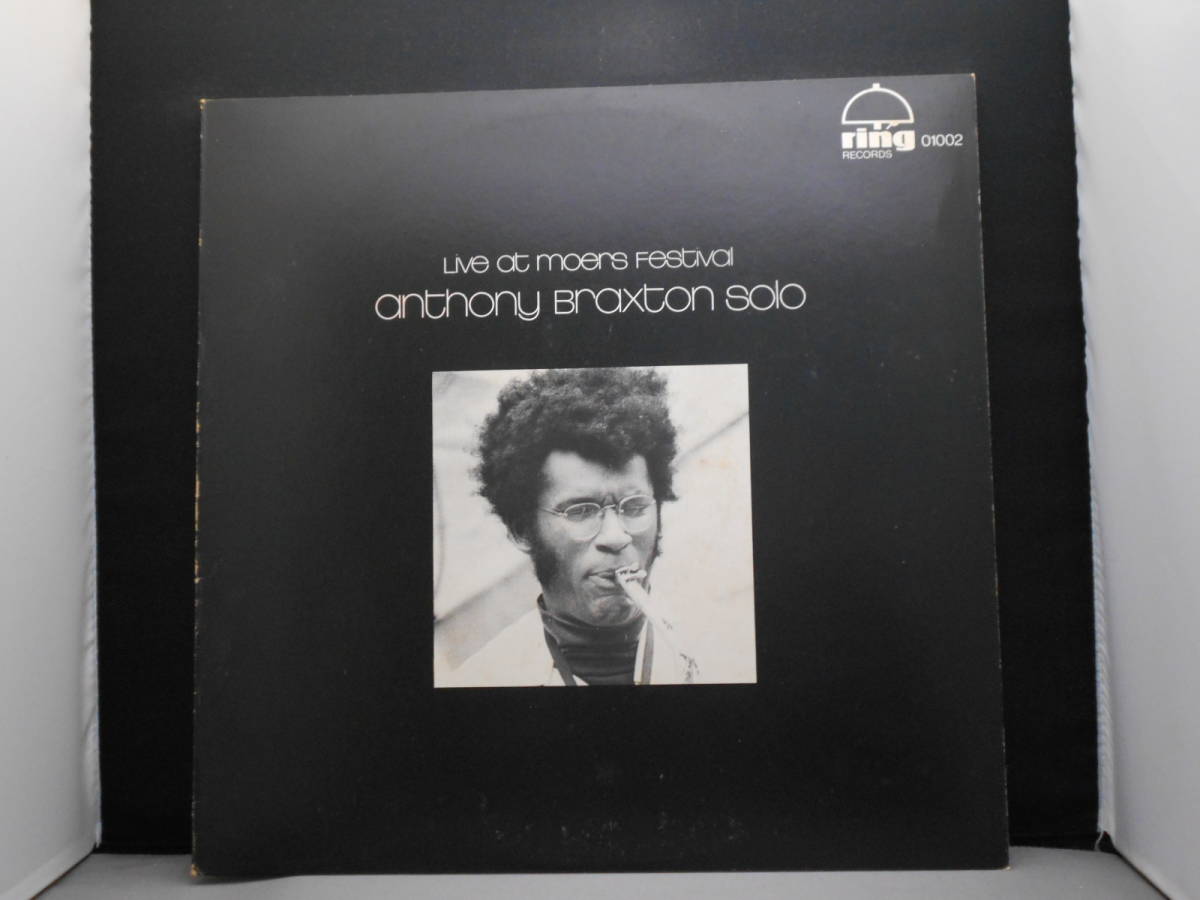 ring
RECORDS 01002
Live at moers Festival
anthony Braxton solo